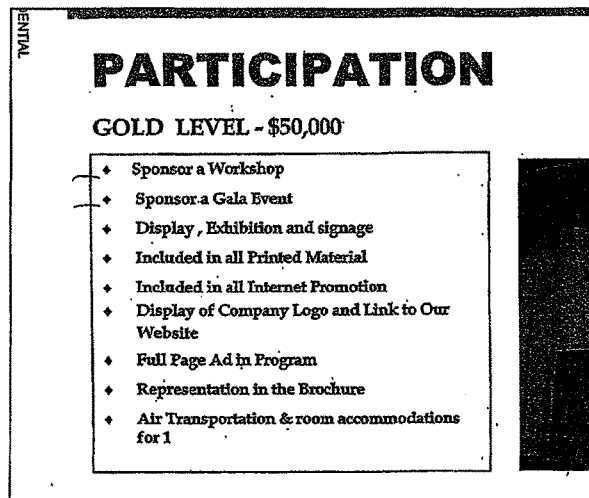 ENTIAL
PARTICIPATION
GOLD LEVEL - $50,000
♦ Sponsor a Workshop
♦ Sponsor a Gala Event
♦ Display , Exhibition and signage
♦ Included in all Printed Material
♦ Included in all Internet Promotion
♦ Display of Company Logo and Link to Our
Website
♦ Full Page Ad in Program
♦ Representation in the Brochure
♦ Air Transportation & room accommodations
for 1